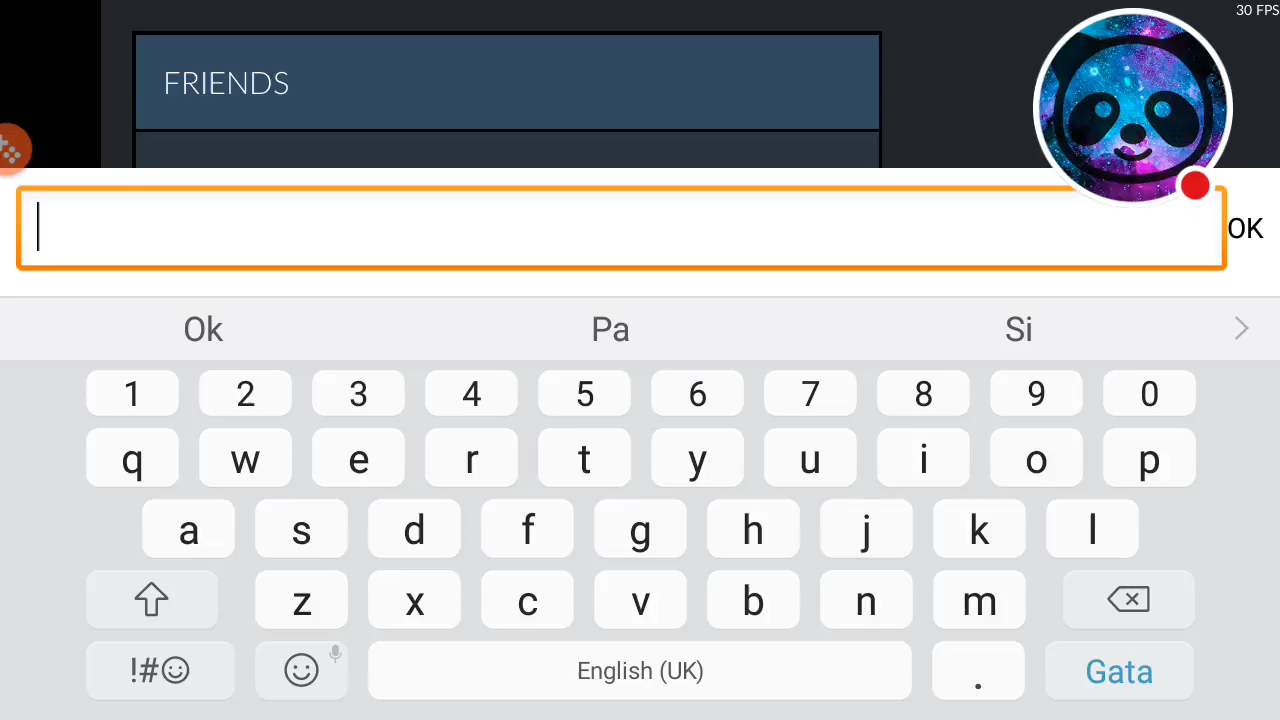 30 FPS
FRIENDS
OK
Ok Pa Si
1 2 3 4 5 6 7 8 9 0
q w e r t y u i o p
a s d f g h j k l
z x c v b n m
!#☺ English (UK) . Gata